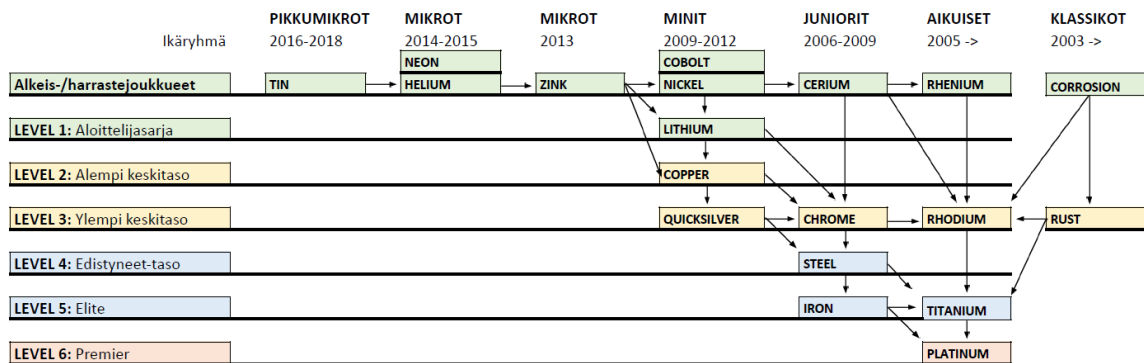 PIKKUMIKROT MIKROT MIKROT MINIT JUNIORIT AIKUISET KLASSIKOT
Ikäryhmä 2016-2018 2014-2015 2013 2009-2012 2006-2009 2005 -> 2003 ->
NEON COBOLT
Alkeis-/harrastejoukkueet TIN HELIUM ZINK NICKEL CERIUM RHENIUM CORROSION
LEVEL 1: Aloittelijasarja LITHIUM
LEVEL 2: Alempi keskitaso COPPER
LEVEL 3: Ylempi keskitaso QUICKSILVER CHROME RHODIUM RUST
LEVEL 4: Edistyneet-taso STEEL
LEVEL 5: Elite IRON TITANIUM
LEVEL 6: Premier PLATINUM